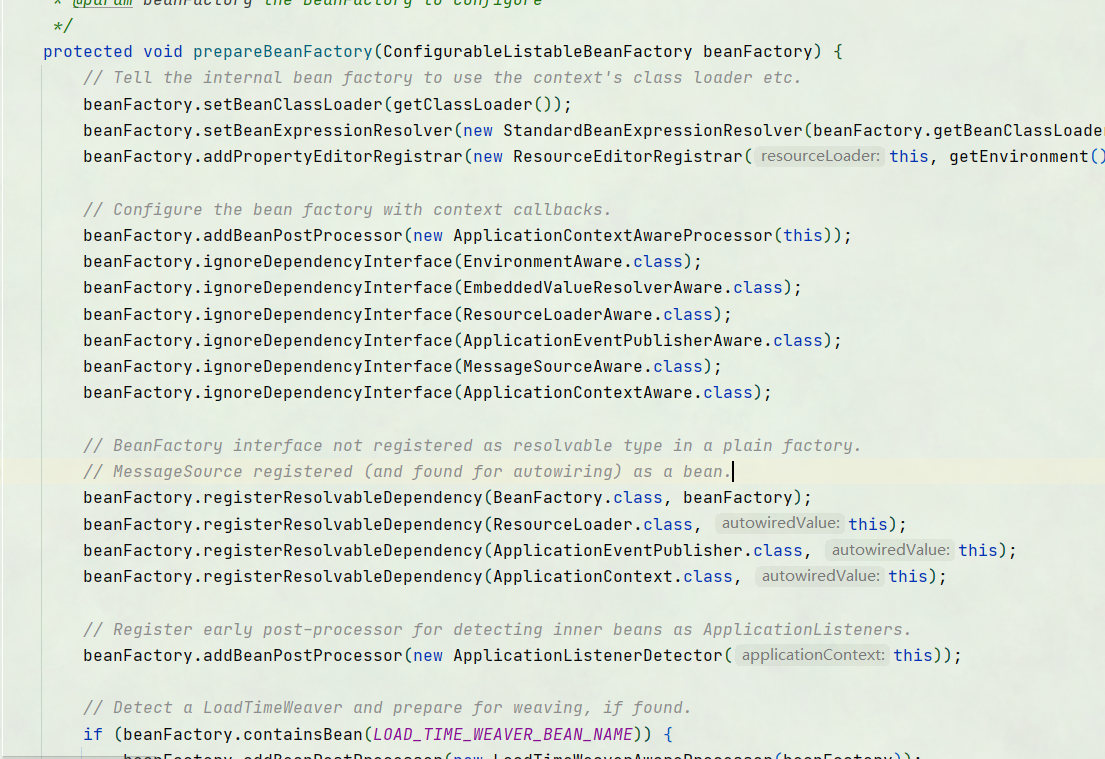 * @param beanFactory the BeanFactory to configure
*/
protected void prepareBeanFactory(ConfigurableListableBeanFactory beanFactory) {
// Tell the internal bean factory to use the context's class loader etc.
beanFactory.setBeanClassLoader(getClassLoader());
beanFactory.setBeanExpressionResolver(new StandardBeanExpressionResolver(beanFactory.getBeanClassLoade
beanFactory.addPropertyEditorRegistrar(new ResourceEditorRegistrar( resourceLoader: this, getEnvironment()
// Configure the bean factory with context callbacks.
beanFactory.addBeanPostProcessor(new ApplicationContextAwareProcessor(this));
beanFactory.ignoreDependencyInterface(EnvironmentAware.class);
beanFactory.ignoreDependencyInterface(EmbeddedValueResolverAware.class);
beanFactory.ignoreDependencyInterface(ResourceLoaderAware.class);
beanFactory.ignoreDependencyInterface(ApplicationEventPublisherAware.class);
beanFactory.ignoreDependencyInterface(MessageSourceAware.class);
beanFactory.ignoreDependencyInterface(ApplicationContextAware.class);
// BeanFactory interface not registered as resolvable type in a plain factory.
// MessageSource registered (and found for autowiring) as a bean.
beanFactory.registerResolvableDependency(BeanFactory.class, beanFactory);
beanFactory.registerResolvableDependency(ResourceLoader.class, autowiredValue: this);
beanFactory.registerResolvableDependency(ApplicationEventPublisher.class, autowiredValue: this);
beanFactory.registerResolvableDependency(ApplicationContext.class, autowiredValue: this);
// Register early post-processor for detecting inner beans as ApplicationListeners.
beanFactory.addBeanPostProcessor(new ApplicationListenerDetector( applicationContext: this));
// Detect a LoadTimeWeaver and prepare for weaving, if found.
if (beanFactory.containsBean(LOAD_TIME_WEAVER_BEAN_NAME)) {
beanFactory.addBeanPostProcessor(new LoadTimeWeaverAwareProcessor(beanFactory));